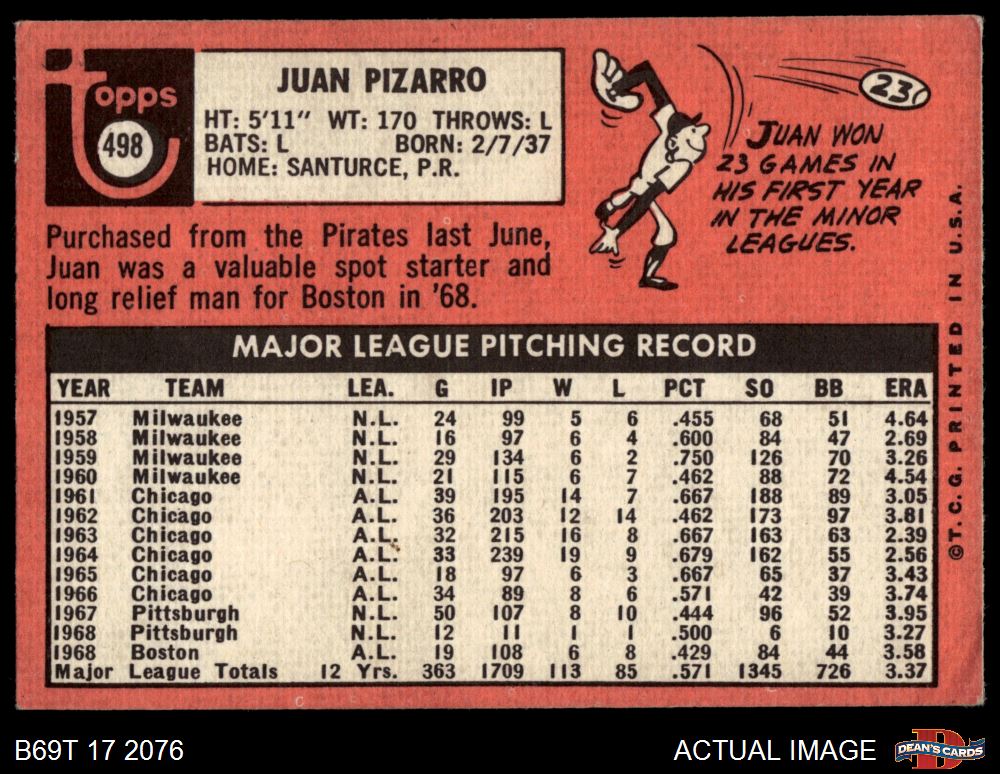 topps
498
JUAN PIZARRO
HT: 5'11" WT: 170 THROWS: L
BATS: L BORN: 2/7/37
HOME: SANTURCE, P.R.
23
JUAN WON
23 GAMES IN
HIS FIRST YEAR
IN THE MINOR
LEAGUES.
Purchased from the Pirates last June,
Juan was a valuable spot starter and
long relief man for Boston in '68.
MAJOR LEAGUE PITCHING RECORD
YEAR TEAM LEA. G IP W L PCT SO BB ERA
1957 Milwaukee N.L. 24 99 5 6 .455 68 51 4.64
1958 Milwaukee N.L. 16 97 6 4 .600 84 47 2.69
1959 Milwaukee N.L. 29 134 6 2 .750 126 70 3.26
1960 Milwaukee N.L. 21 115 6 7 .462 88 72 4.54
1961 Chicago A.L. 39 195 14 7 .667 188 89 3.05
1962 Chicago A.L. 36 203 12 14 .462 173 97 3.81
1963 Chicago A.L. 32 215 16 8 .667 163 63 2.39
1964 Chicago A.L. 33 239 19 9 .679 162 55 2.56
1965 Chicago A.L. 18 97 6 3 .667 65 37 3.43
1966 Chicago A.L. 34 89 8 6 .571 42 39 3.74
1967 Pittsburgh N.L. 50 107 8 10 .444 96 52 3.95
1968 Pittsburgh N.L. 12 11 1 1 .500 6 10 3.27
1968 Boston A.L. 19 108 6 8 .429 84 44 3.58
Major League Totals 12 Yrs. 363 1709 113 85 .571 1345 726 3.37
©T.C.G. PRINTED IN U.S.A.
B69T 17 2076 ACTUAL IMAGE
DEAN'S CARDS